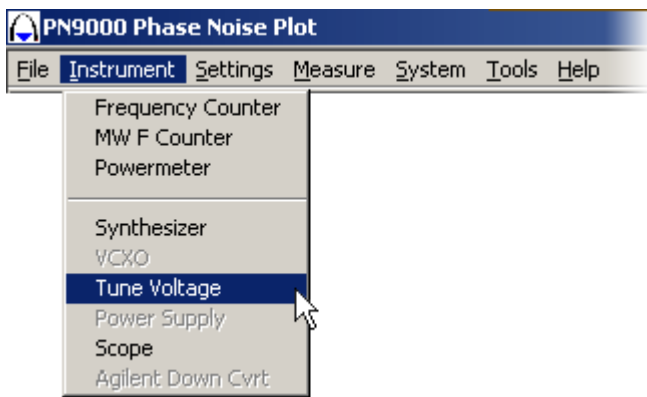 PN9000 Phase Noise Plot
File Instrument Settings Measure System Tools Help
Frequency Counter
MW F Counter
Powermeter
Synthesizer
VCXO
Tune Voltage
Power Supply
Scope
Agilent Down Cvrt